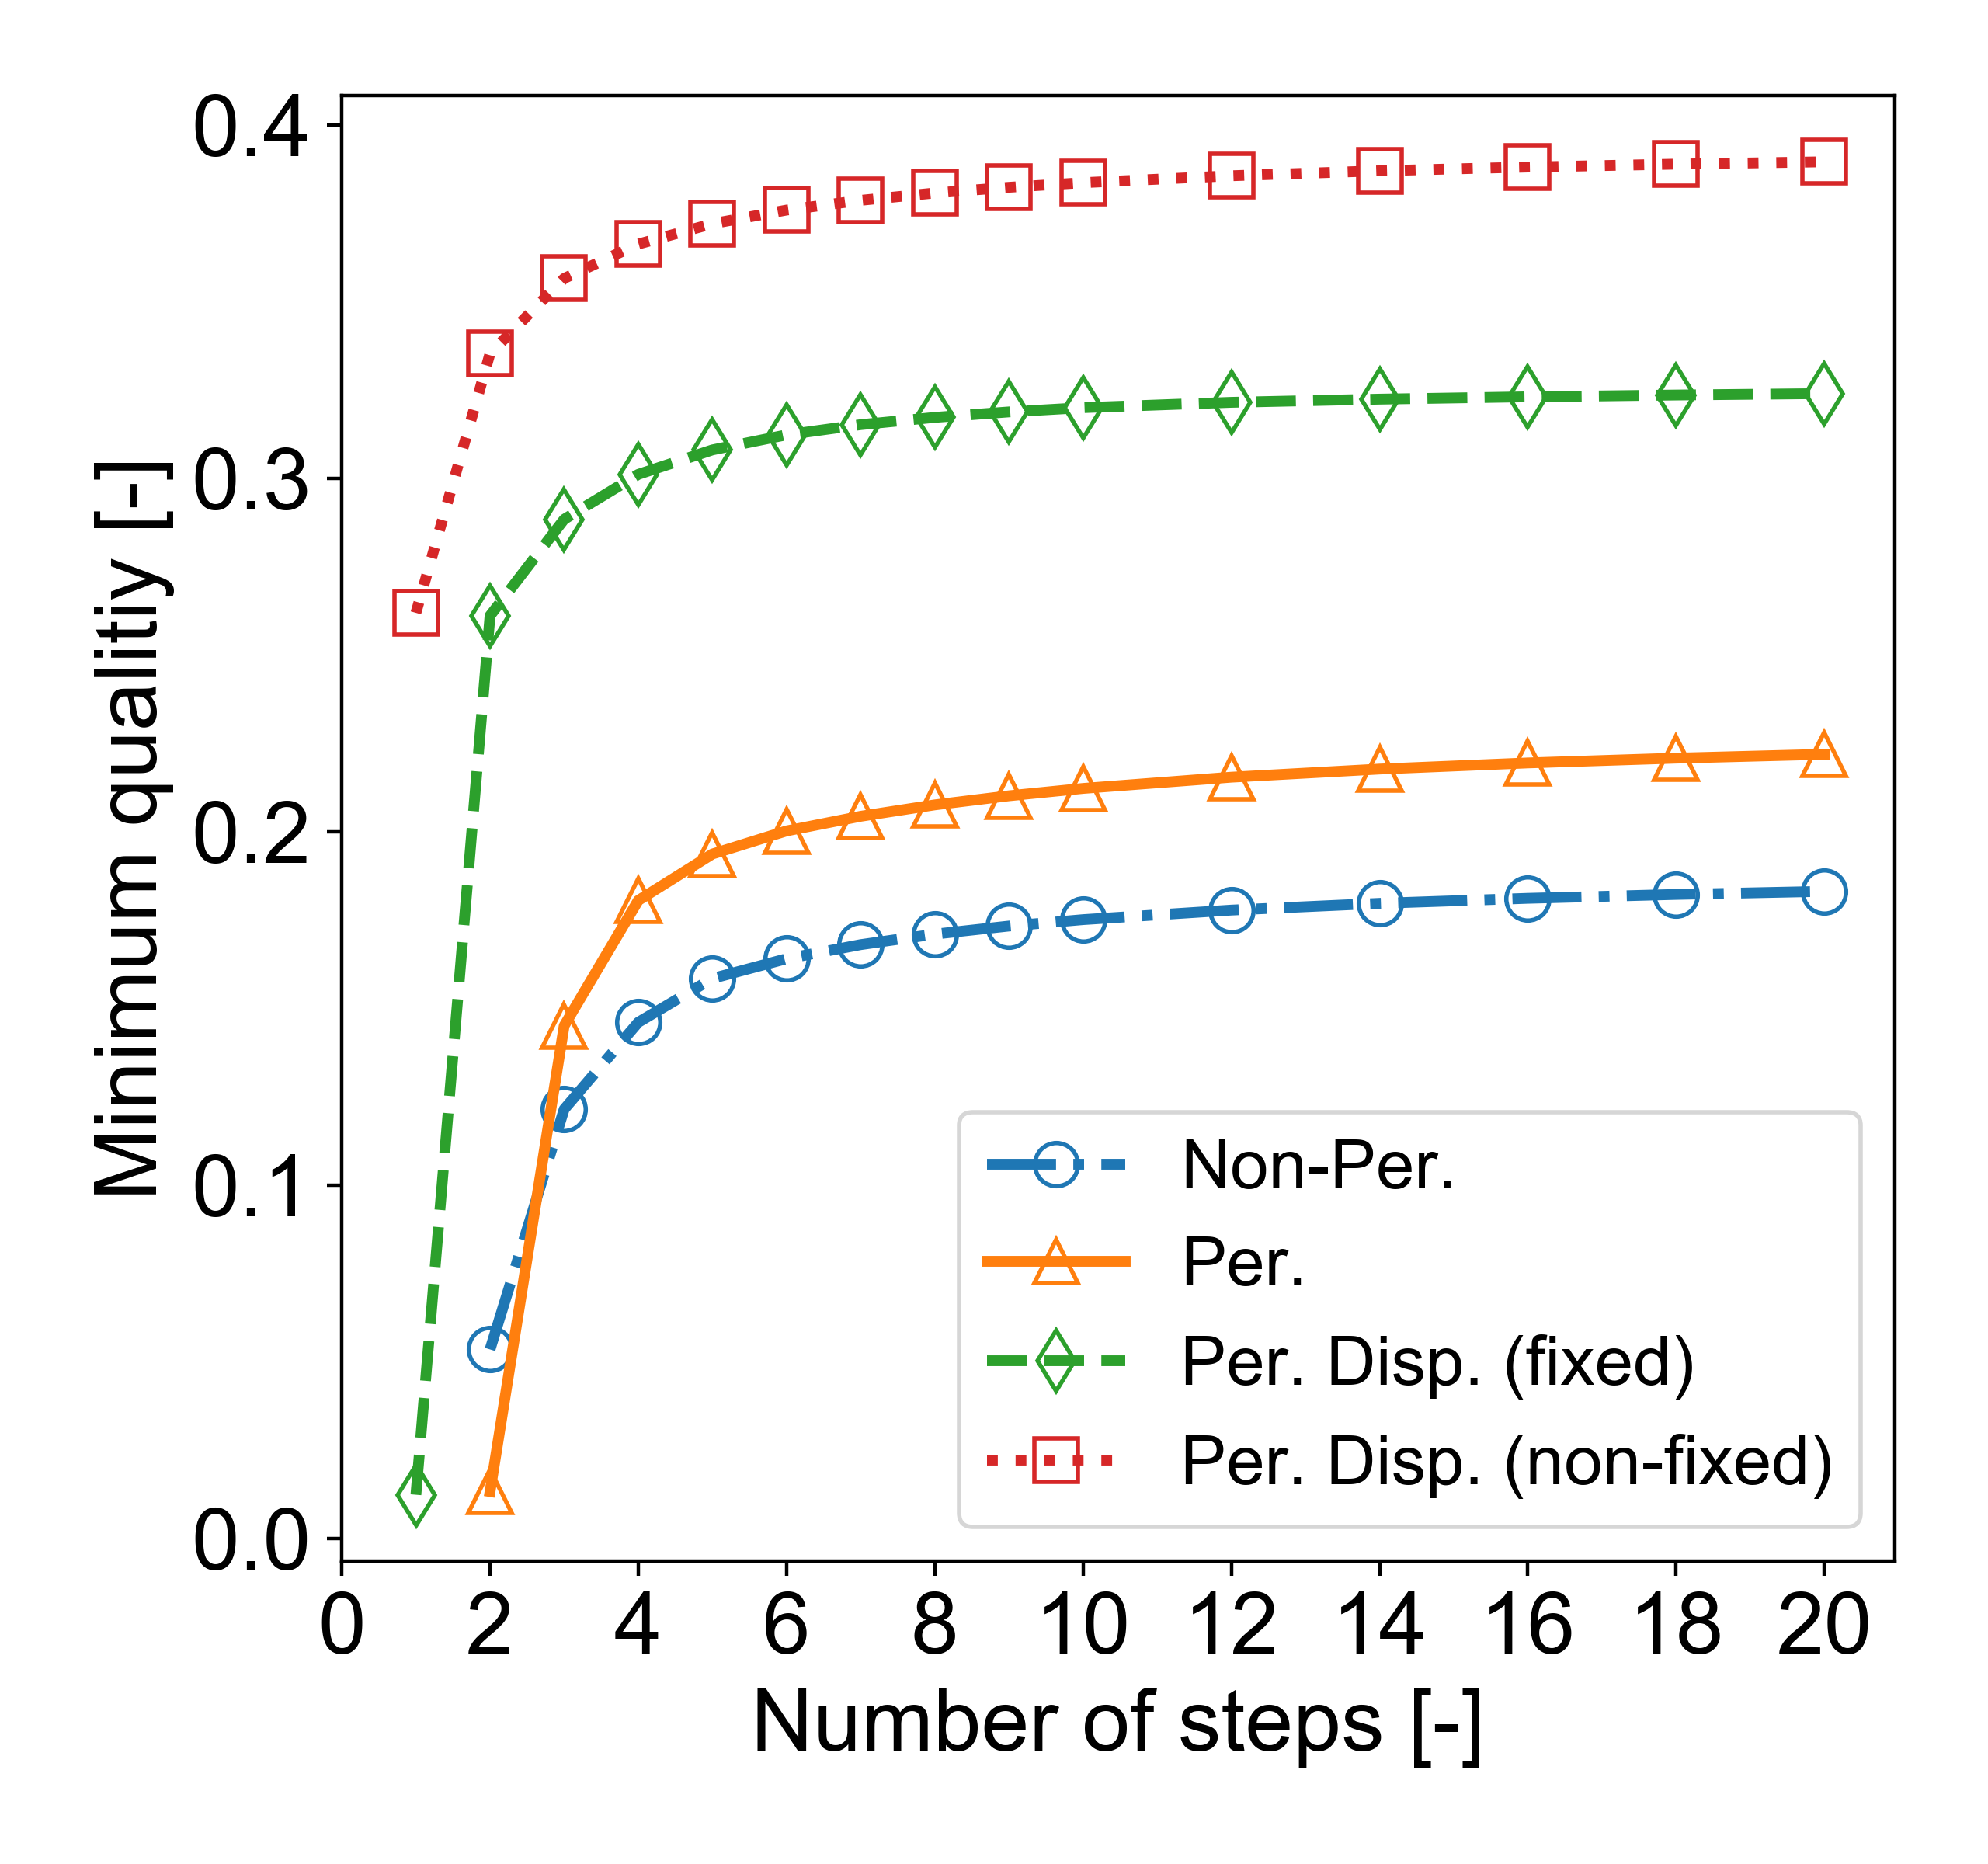 0.4
0.3
0.2
0.1
0.0
Minimum qualitiy [-]
0 2 4 6 8 10 12 14 16 18 20
Number of steps [-]
Non-Per.
Per.
Per. Disp. (fixed)
Per. Disp. (non-fixed)